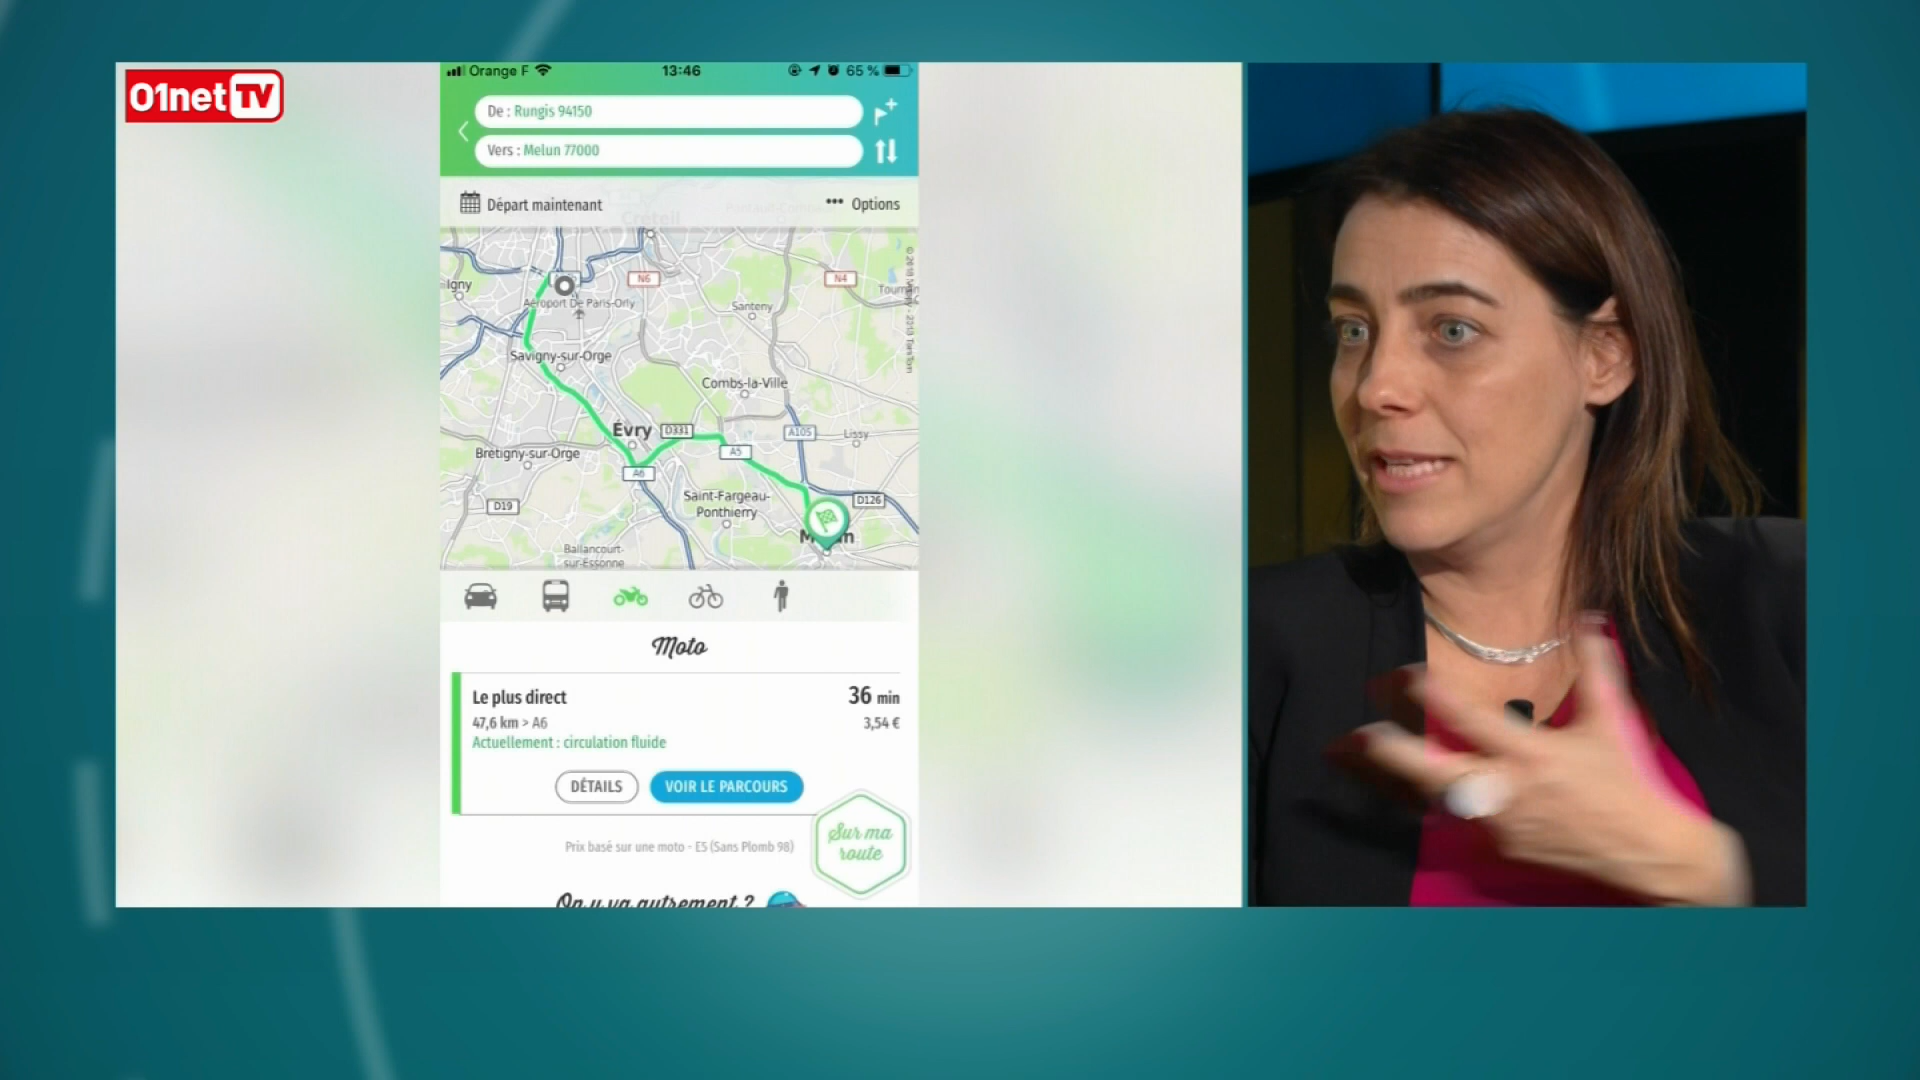 01net TV
Orange F 13:46 65 %
De : Rungis 94150
Vers : Melun 77000
Départ maintenant
••• Options
Créteil
N6
N4
igny
Aéroport De Paris-Orly
Santeny
Savigny-sur-Orge
Combs-la-Ville
Évry
D331
A105
Lissy
Brétigny-sur-Orge
A5
A6
Saint-Fargeau-
Ponthierry
D126
D19
Ballancourt-
sur-Essonne
Moto
Le plus direct 36 min
47,6 km > A6 3,54 €
Actuellement : circulation fluide
DÉTAILS VOIR LE PARCOURS
Sur ma
route
Prix basé sur une moto - E5 (Sans Plomb 98)
On y va autrement ?